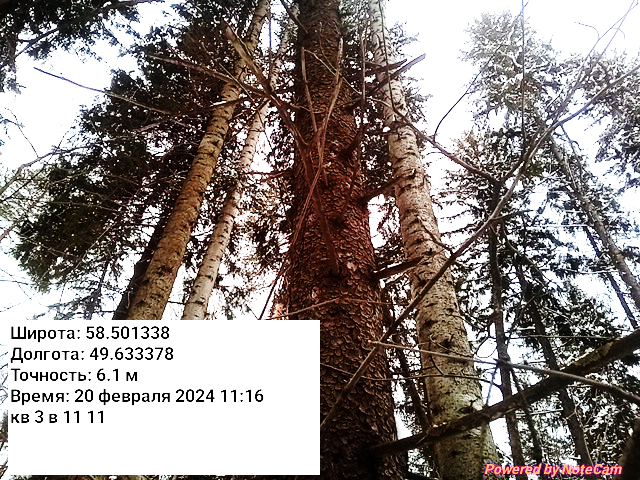 Широта: 58.501338
Долгота: 49.633378
Точность: 6.1 м
Время: 20 февраля 2024 11:16
кв 3 в 11 11
Powered by NoteCam